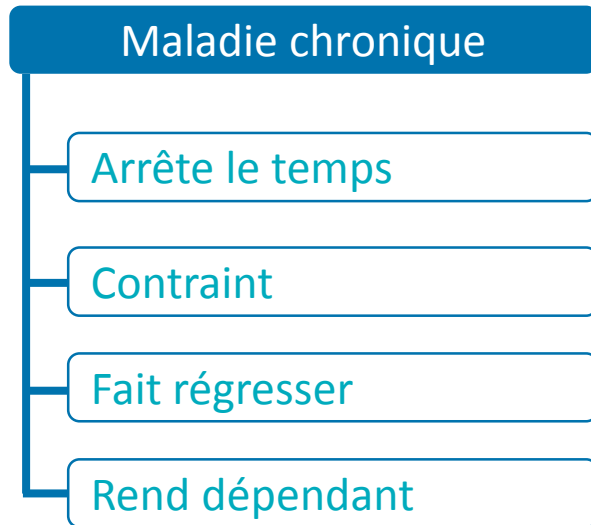 Maladie chronique
Arrête le temps
Contraint
Fait régresser
Rend dépendant